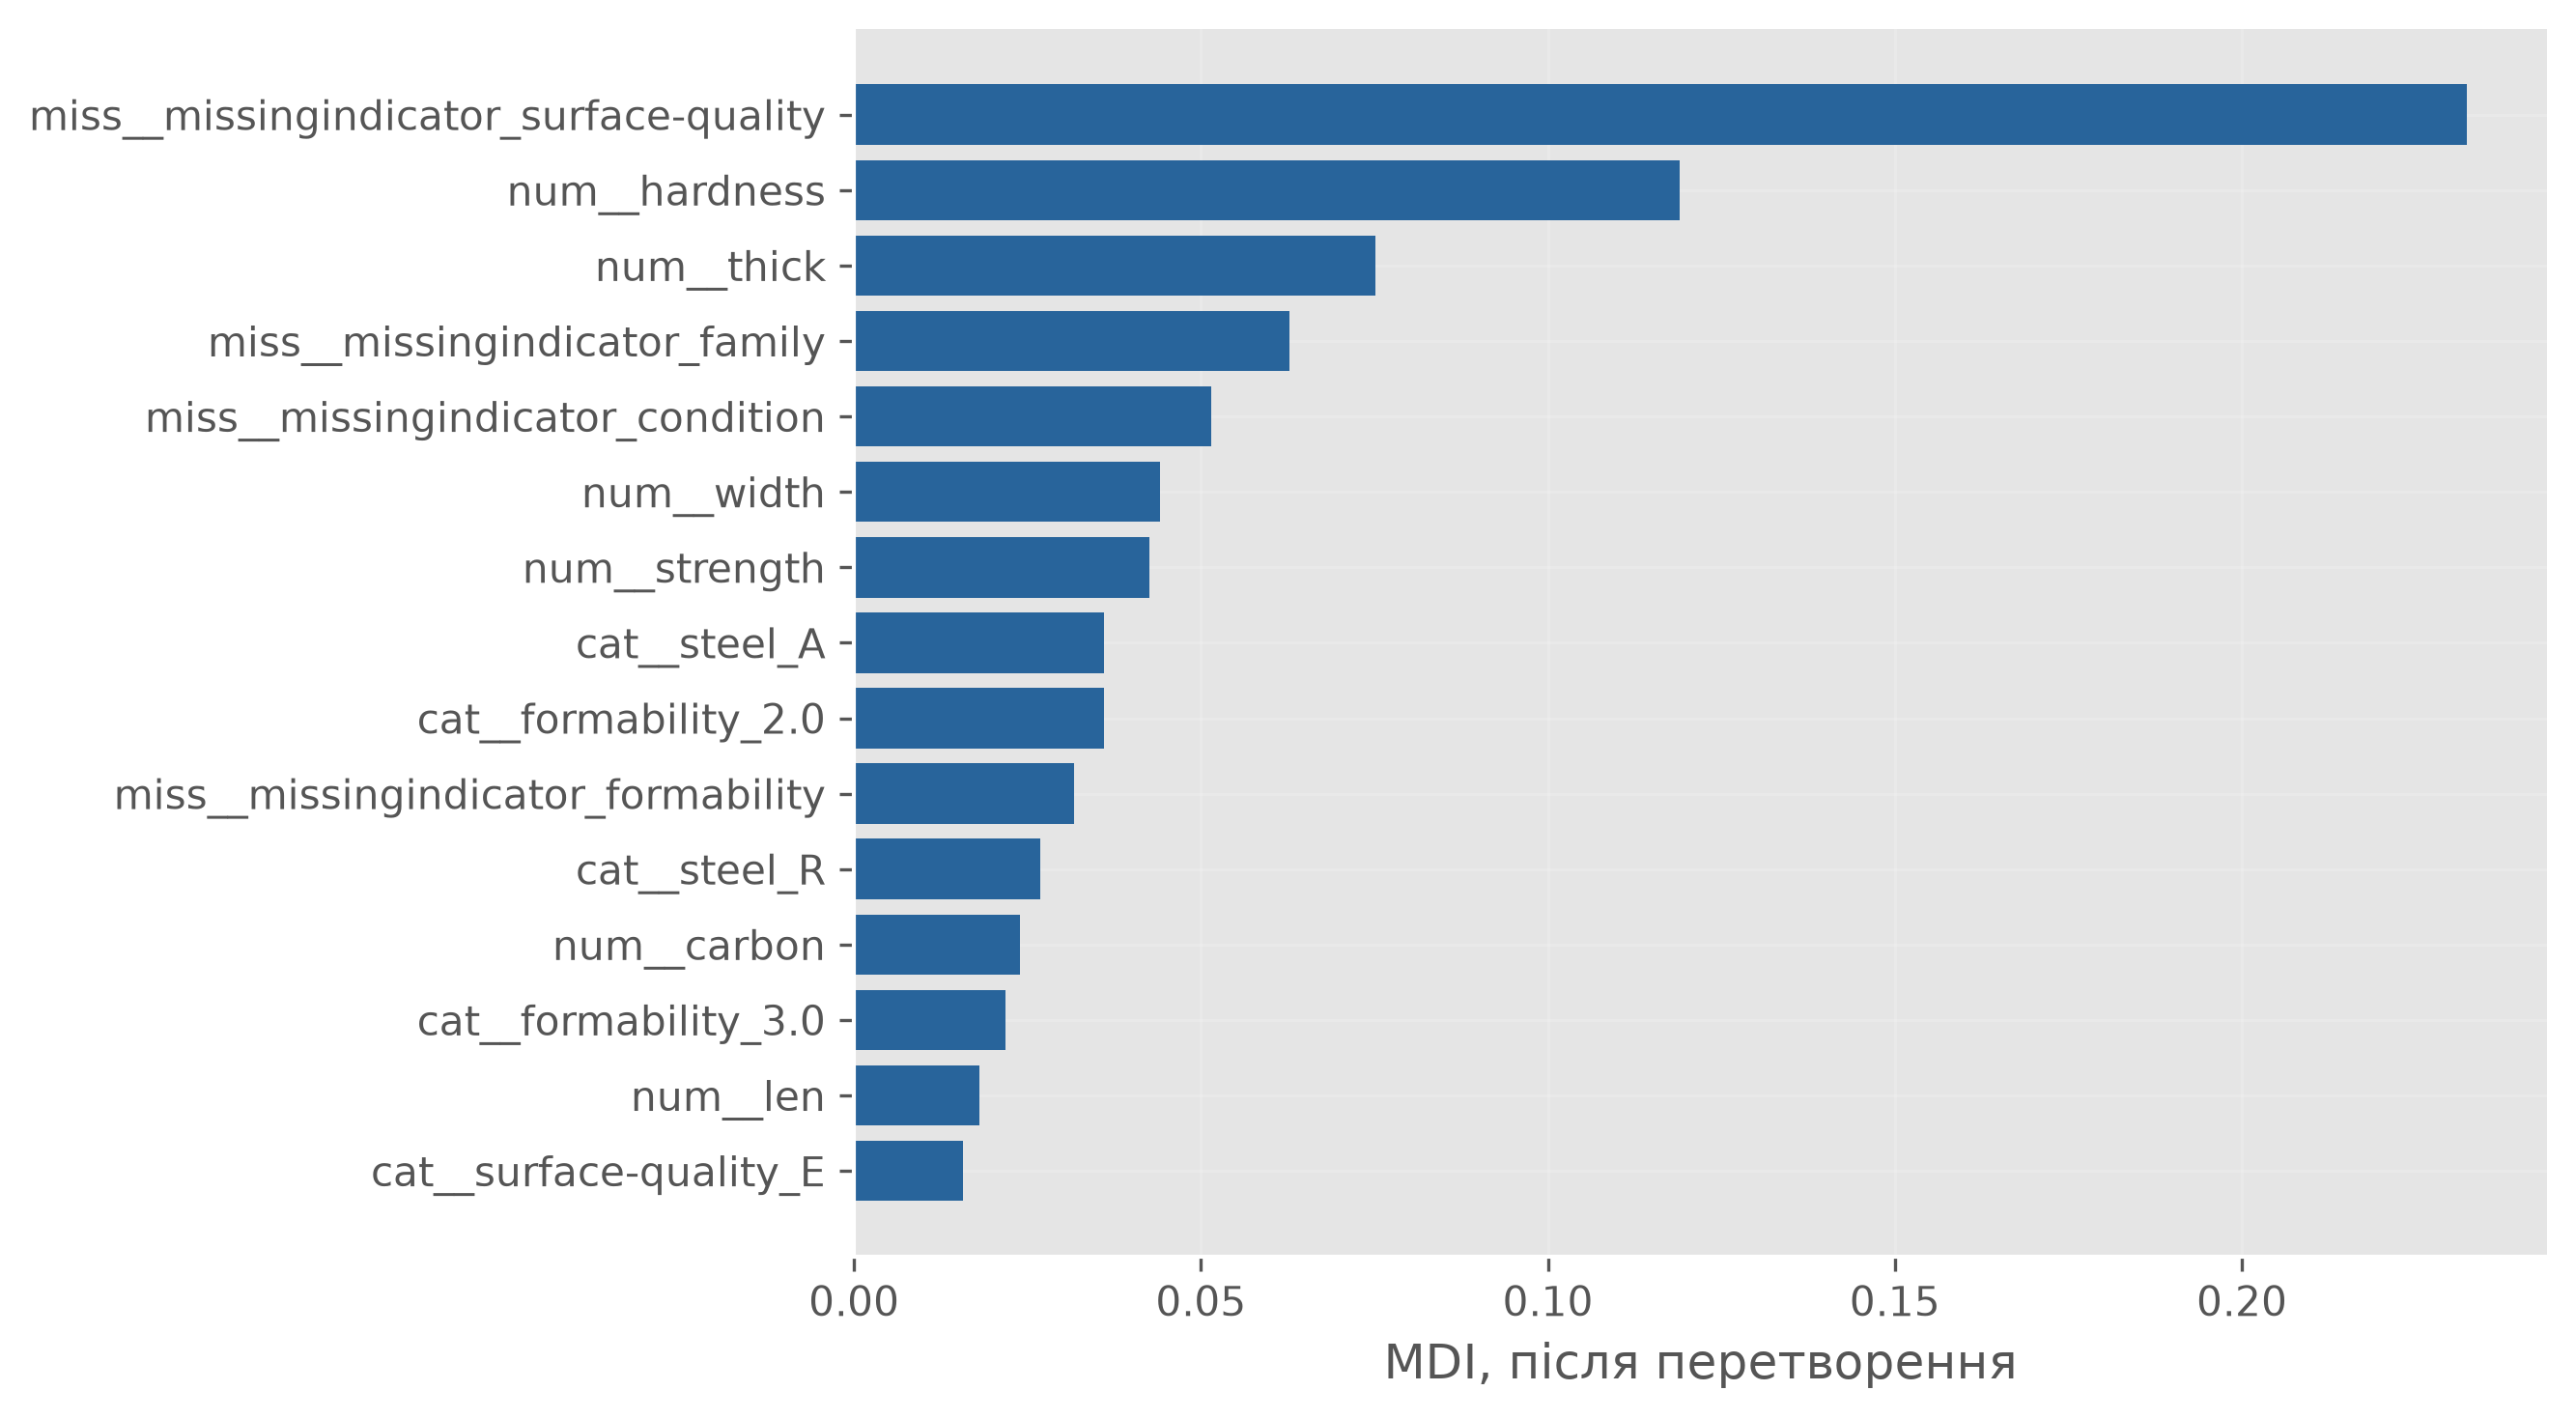 miss__missingindicator_surface-quality
num__hardness
num__thick
miss__missingindicator_family
miss__missingindicator_condition
num__width
num__strength
cat__steel_A
cat__formability_2.0
miss__missingindicator_formability
cat__steel_R
num__carbon
cat__formability_3.0
num__len
cat__surface-quality_E
0.00 0.05 0.10 0.15 0.20
MDI, після перетворення